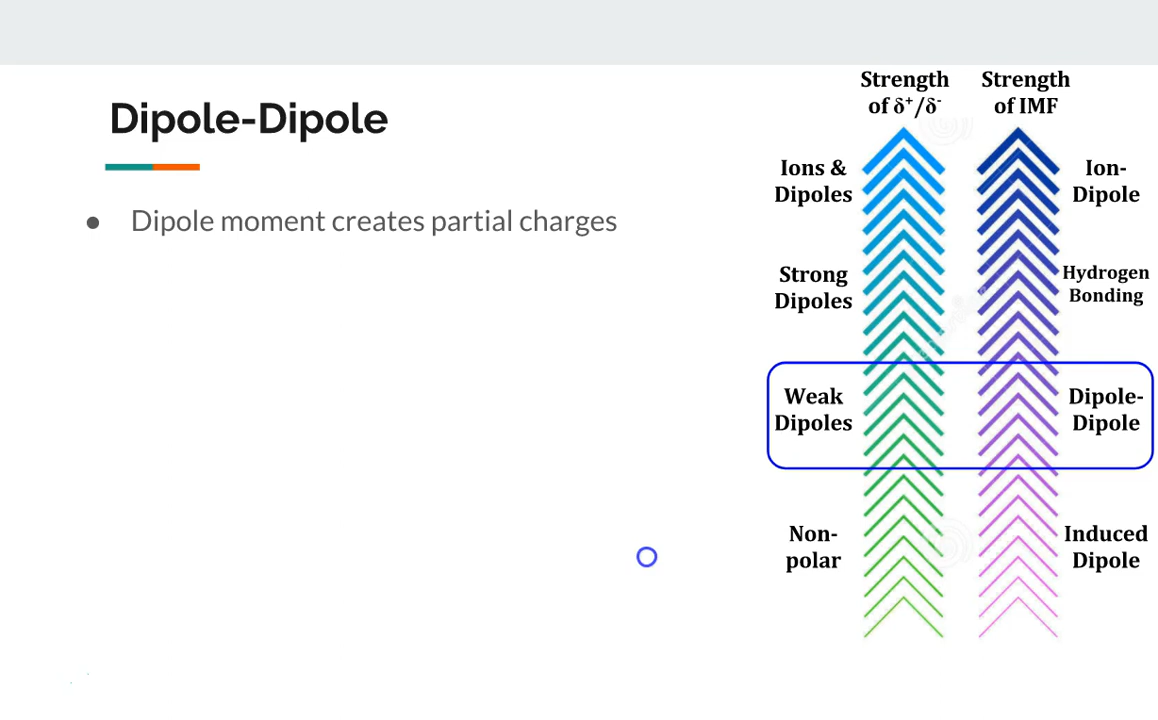 Dipole-Dipole
● Dipole moment creates partial charges
Strength
of δ⁺/δ⁻
Strength
of IMF
Ions &
Dipoles
Ion-
Dipole
Strong
Dipoles
Hydrogen
Bonding
Weak
Dipoles
Dipole-
Dipole
Non-
polar
Induced
Dipole